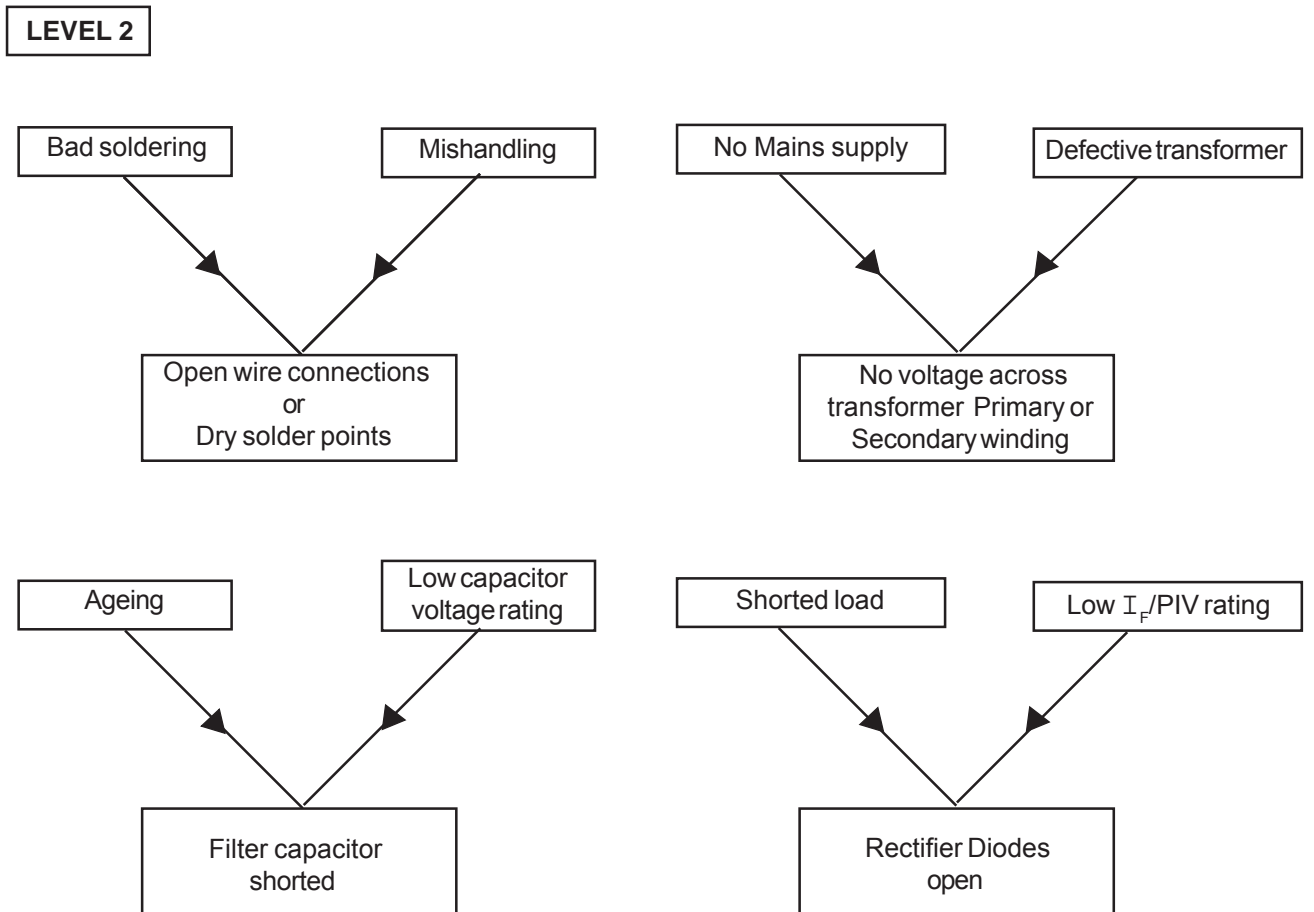 LEVEL 2
Bad soldering
Mishandling
No Mains supply
Defective transformer
Open wire connections
or
Dry solder points
No voltage across
transformer Primary or
Secondary winding
Ageing
Low capacitor
voltage rating
Shorted load
Low I_F/PIV rating
Filter capacitor
shorted
Rectifier Diodes
open